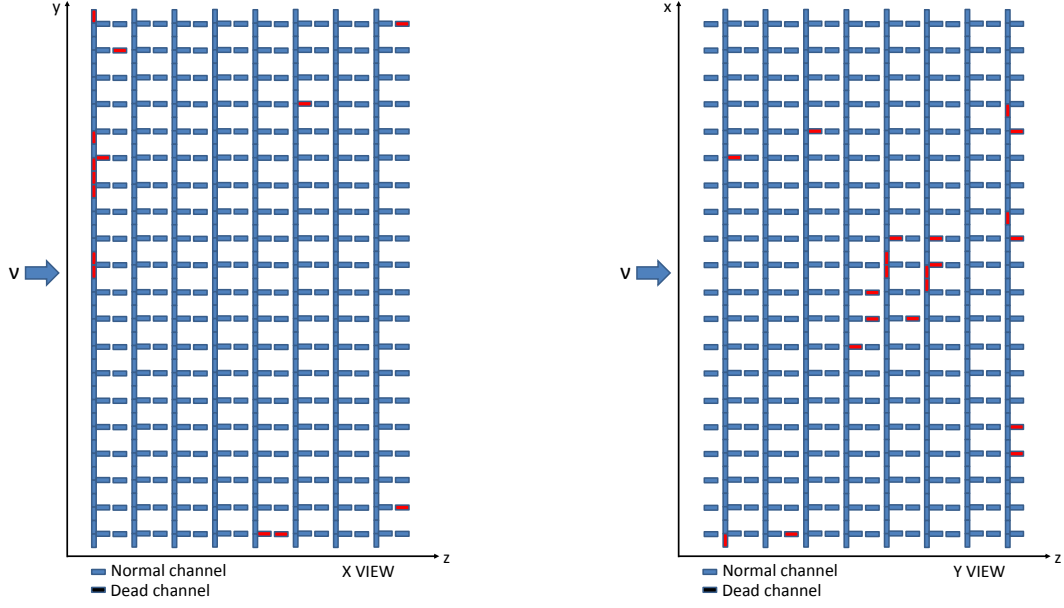 y
x
ν
ν
z
z
Normal channel
X VIEW
Dead channel
Normal channel
Y VIEW
Dead channel